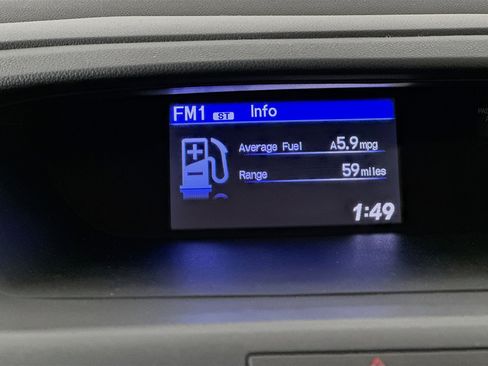 FM1 ST Info
Average Fuel A5.9mpg
Range 59miles
1:49